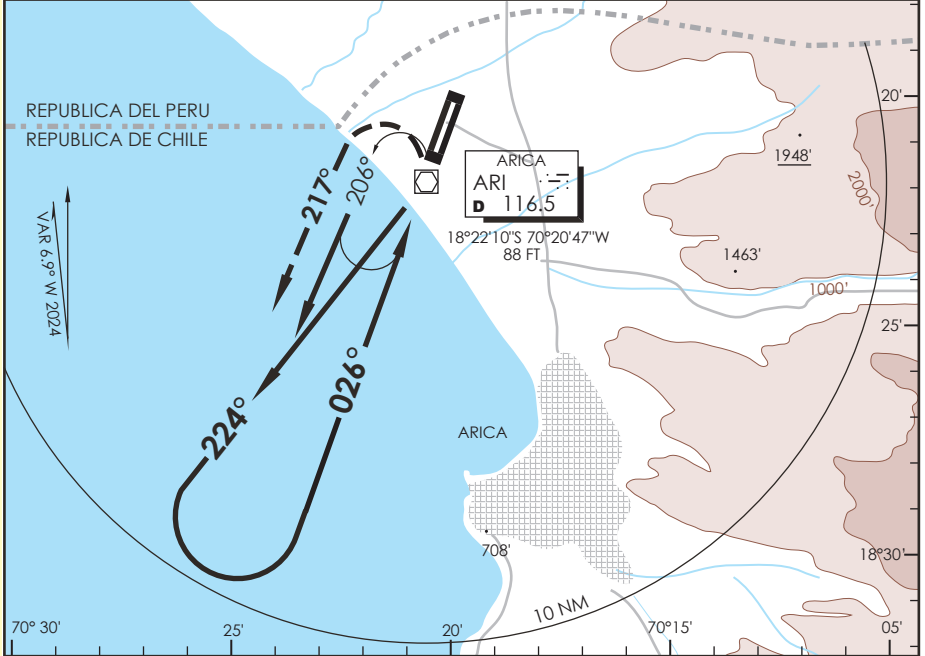 20'
REPUBLICA DEL PERU
REPUBLICA DE CHILE
217°
206°
ARICA
ARI
D 116.5
18°22'10"S 70°20'47"W
88 FT
1948'
2000'
1463'
1000'
VAR 6.9° W 2024
25'
026°
224°
ARICA
708'
18°30'
10 NM
70° 30'
25'
20'
70°15'
05'